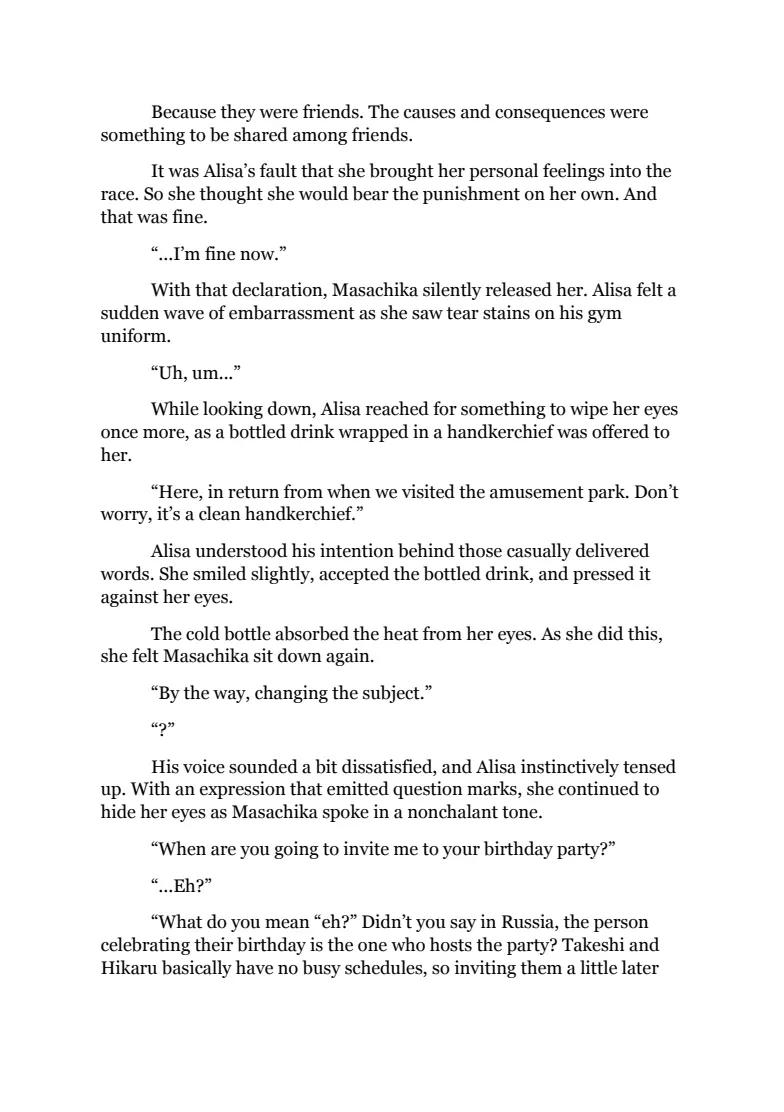 Because they were friends. The causes and consequences were
something to be shared among friends.
It was Alisa’s fault that she brought her personal feelings into the
race. So she thought she would bear the punishment on her own. And
that was fine.
“...I’m fine now.”
With that declaration, Masachika silently released her. Alisa felt a
sudden wave of embarrassment as she saw tear stains on his gym
uniform.
“Uh, um...”
While looking down, Alisa reached for something to wipe her eyes
once more, as a bottled drink wrapped in a handkerchief was offered to
her.
“Here, in return from when we visited the amusement park. Don’t
worry, it’s a clean handkerchief.”
Alisa understood his intention behind those casually delivered
words. She smiled slightly, accepted the bottled drink, and pressed it
against her eyes.
The cold bottle absorbed the heat from her eyes. As she did this,
she felt Masachika sit down again.
“By the way, changing the subject.”
“?”
His voice sounded a bit dissatisfied, and Alisa instinctively tensed
up. With an expression that emitted question marks, she continued to
hide her eyes as Masachika spoke in a nonchalant tone.
“When are you going to invite me to your birthday party?”
“...Eh?”
“What do you mean “eh?” Didn’t you say in Russia, the person
celebrating their birthday is the one who hosts the party? Takeshi and
Hikaru basically have no busy schedules, so inviting them a little later